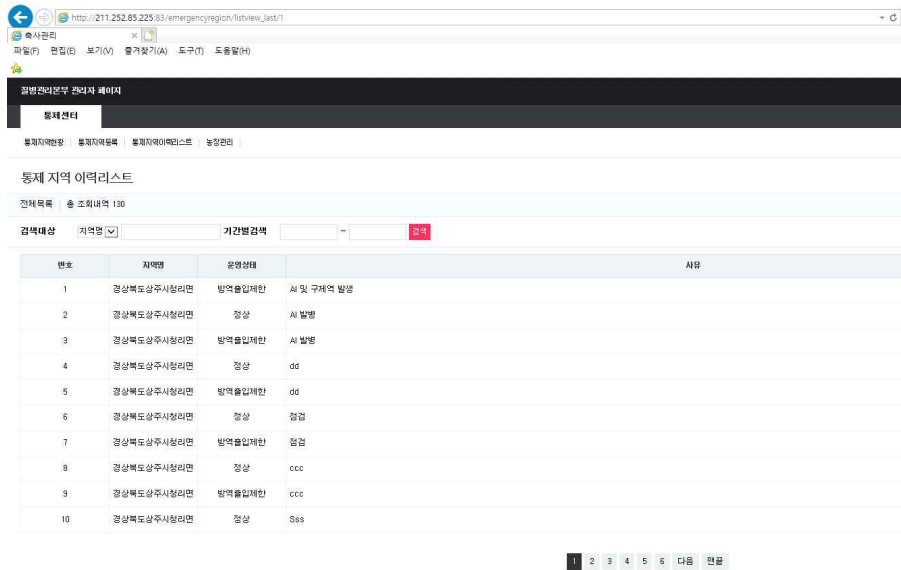 http://211.252.85.225:83/emergencyregion/listview_last/1
축사관리
파일(F) 편집(E) 보기(V) 즐겨찾기(A) 도구(T) 도움말(H)
질병관리본부 관리자 페이지
통제센터
통제지역현황 통제지역등록 통제지역이력리스트 농장관리
통제 지역 이력리스트
전체목록 총 조회내역 130
검색대상 지역명 기간별검색 ~ 검색
번호 지역명 운영상태 사유
1 경상북도상주시청리면 방역출입제한 AI 및 구제역 발생
2 경상북도상주시청리면 정상 AI 발병
3 경상북도상주시청리면 방역출입제한 AI 발병
4 경상북도상주시청리면 정상 dd
5 경상북도상주시청리면 방역출입제한 dd
6 경상북도상주시청리면 정상 점검
7 경상북도상주시청리면 방역출입제한 점검
8 경상북도상주시청리면 정상 ccc
9 경상북도상주시청리면 방역출입제한 ccc
10 경상북도상주시청리면 정상 Sss
1 2 3 4 5 6 다음 맨끝